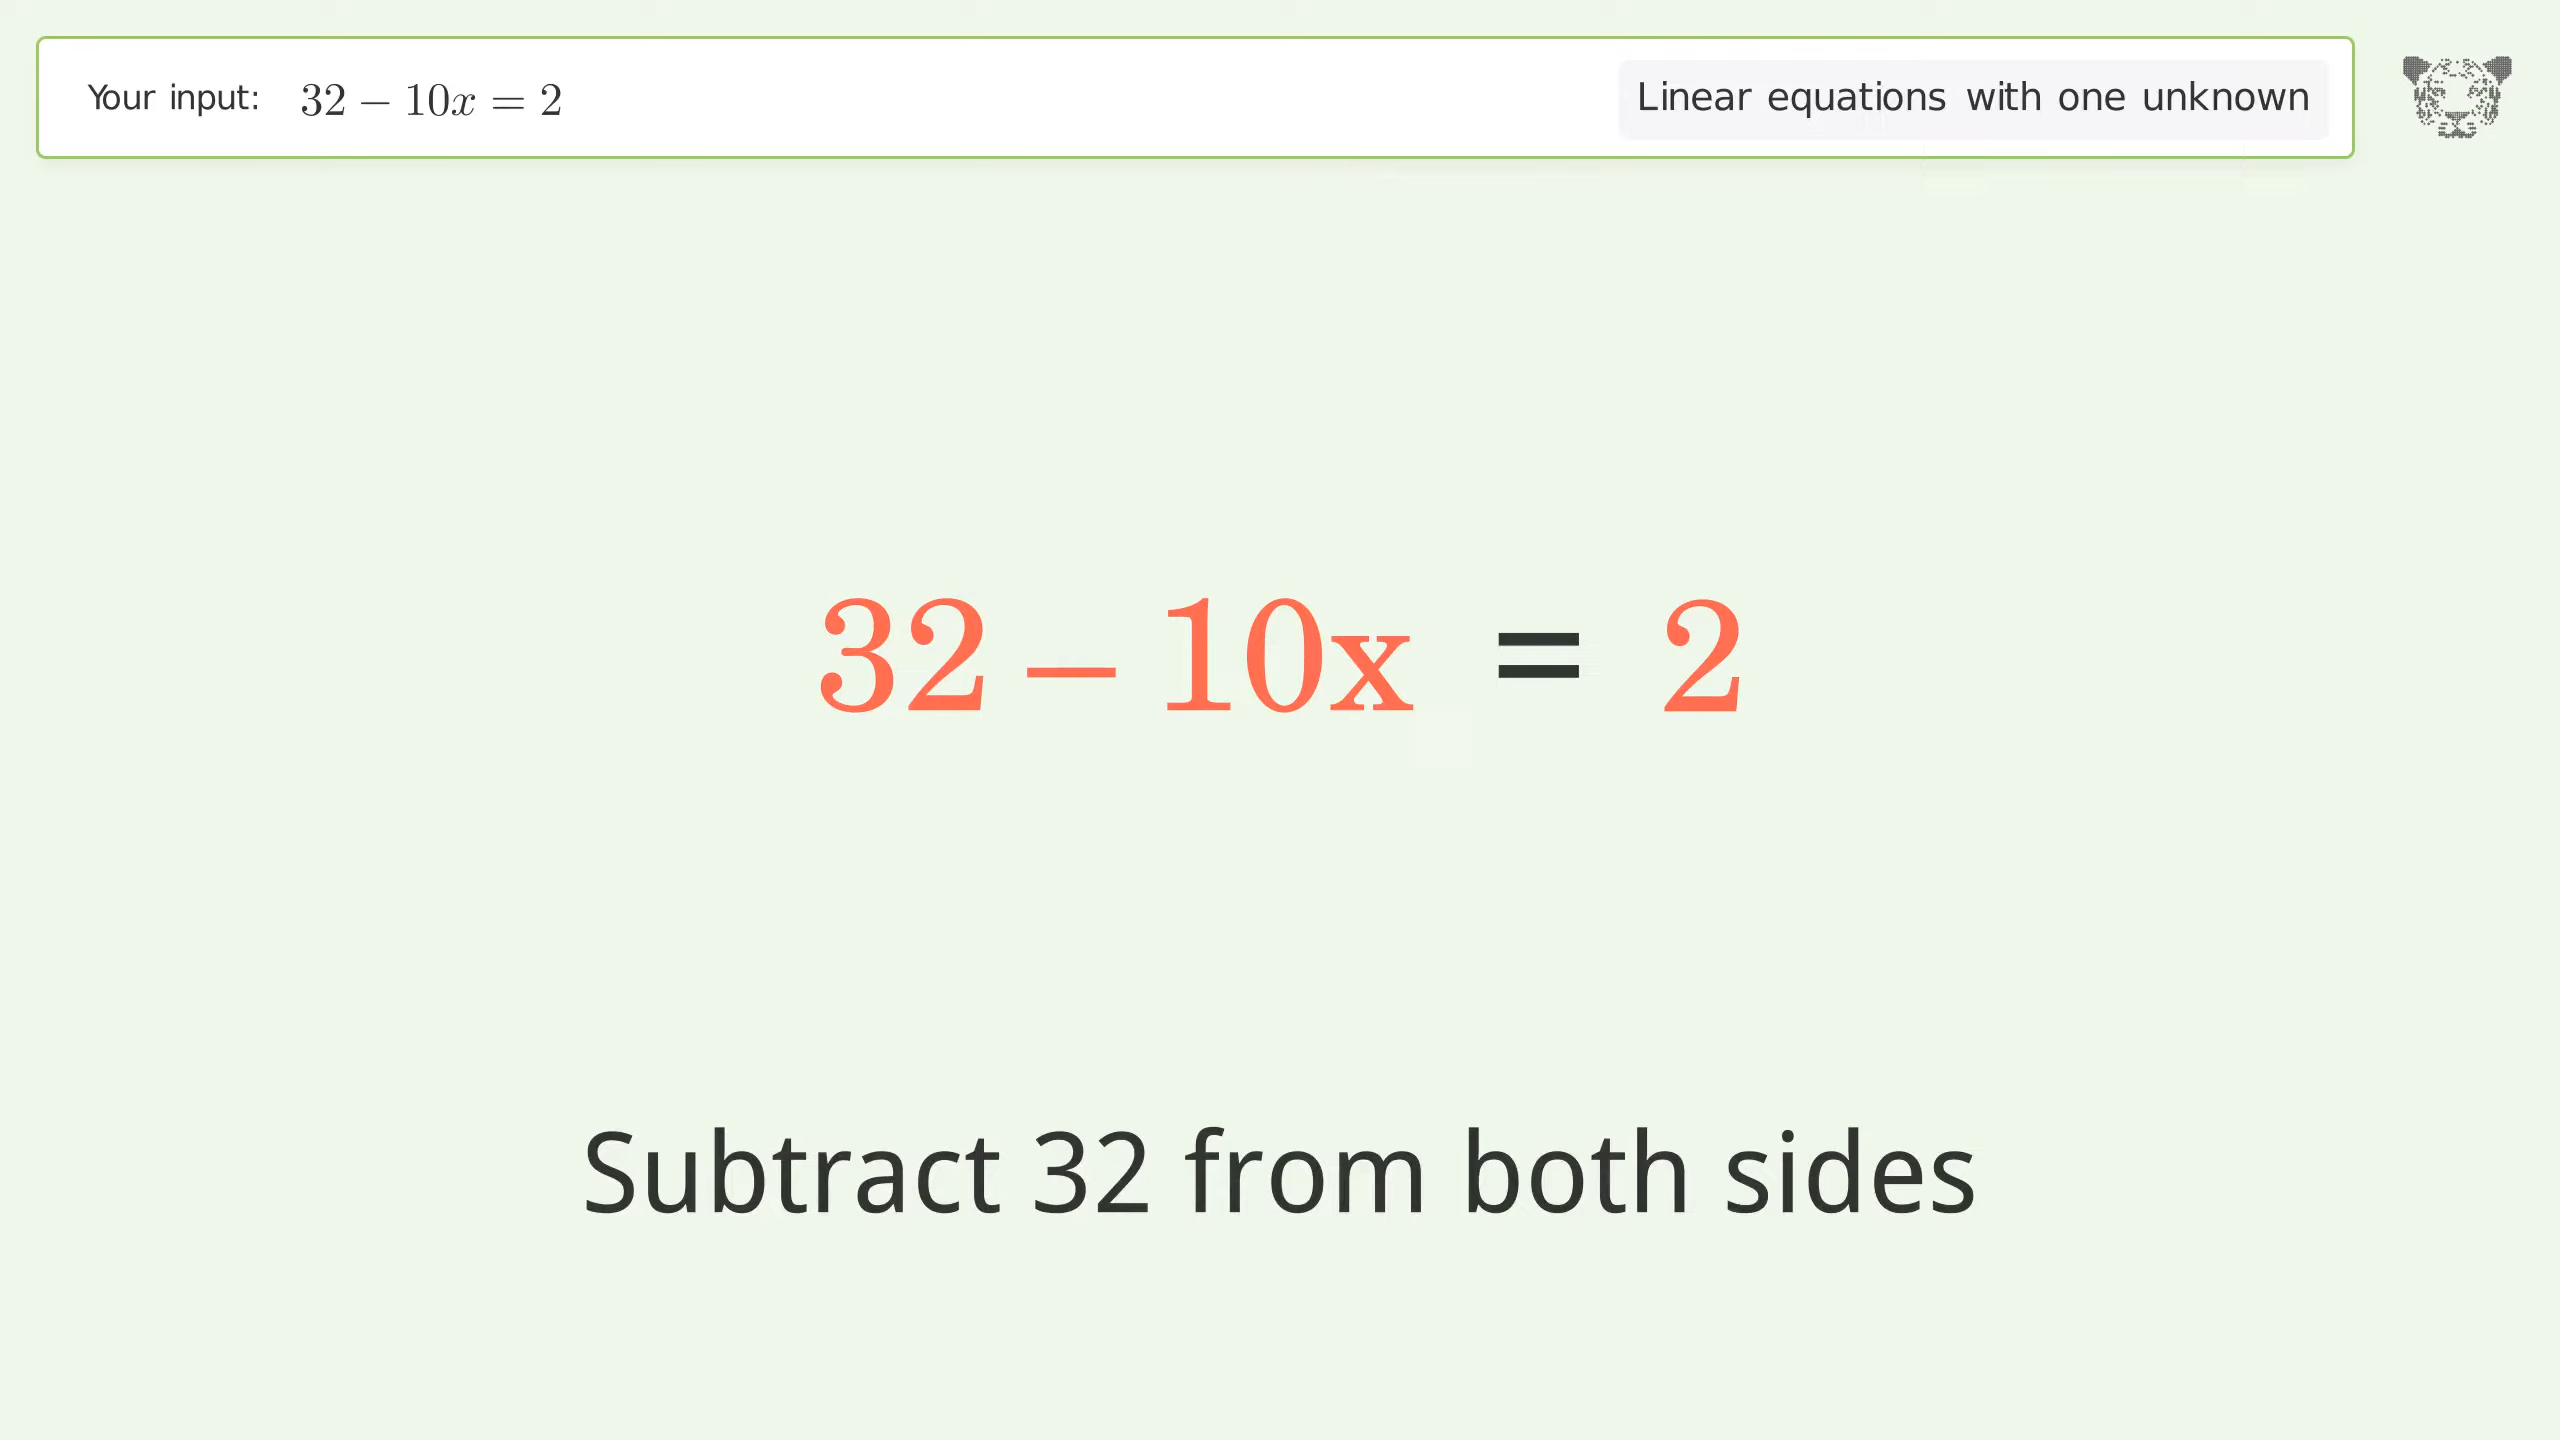 Your input: 32 − 10x = 2
Linear equations with one unknown
32 − 10x = 2
Subtract 32 from both sides